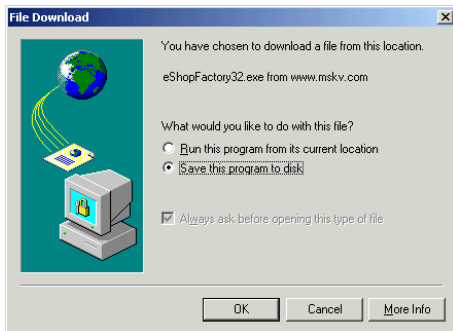 File Download
You have chosen to download a file from this location.
eShopFactory32.exe from www.mskv.com
What would you like to do with this file?
Run this program from its current location
Save this program to disk
Always ask before opening this type of file
OK Cancel More Info